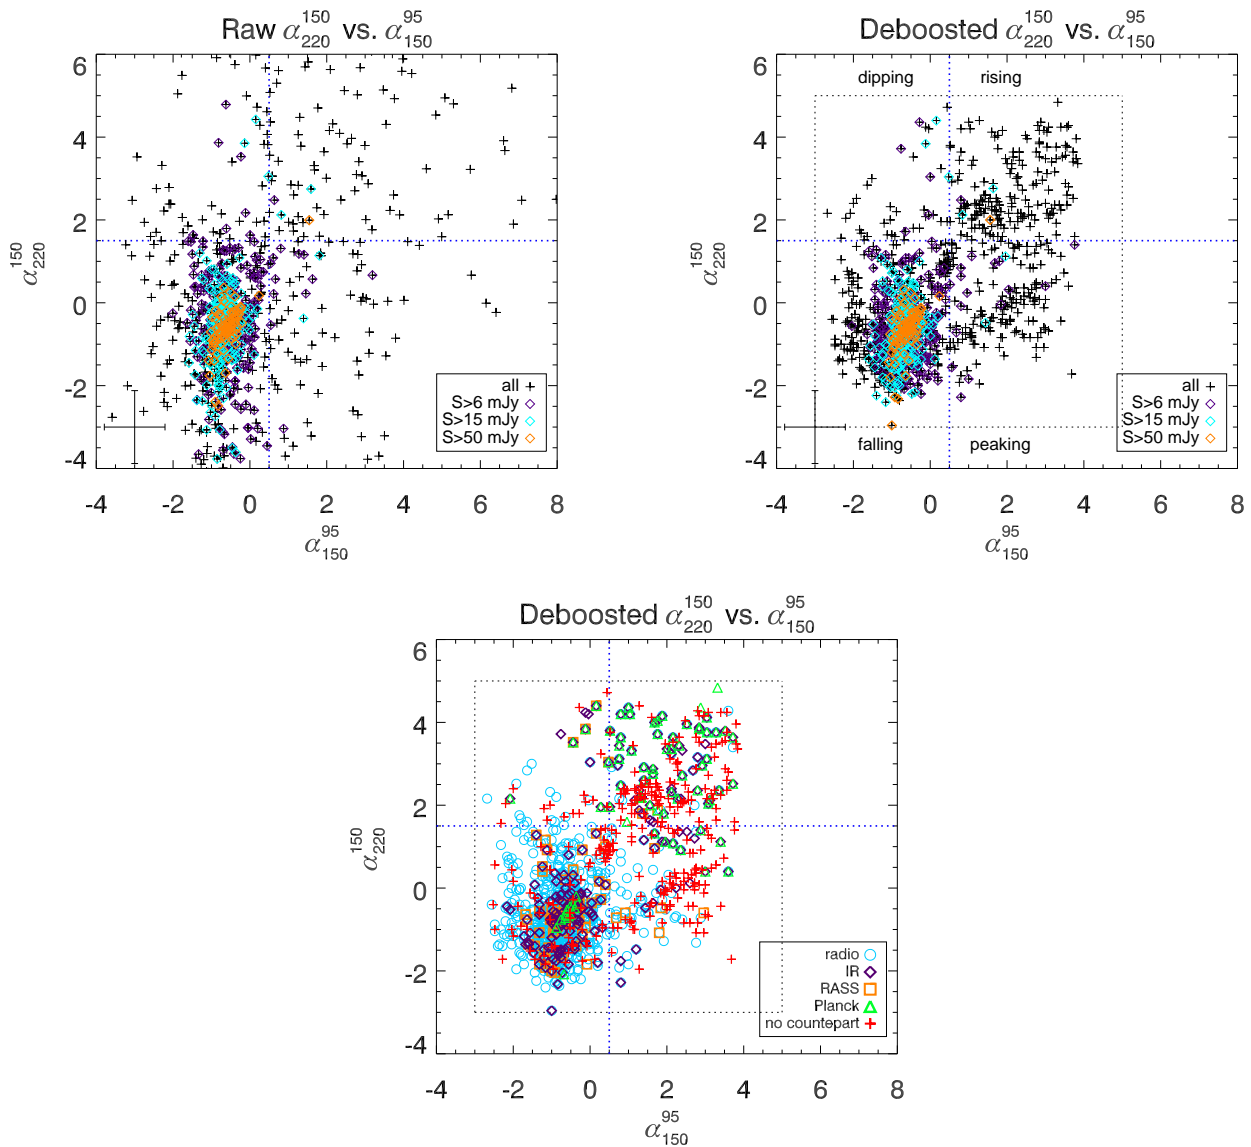 Raw α^150_220 vs. α^95_150
6
4
2
0
-2
-4
α^150_220
all
S>6 mJy
S>15 mJy
S>50 mJy
-4 -2 0 2 4 6 8
α^95_150
Deboosted α^150_220 vs. α^95_150
6
4
2
0
-2
-4
α^150_220
dipping rising
falling peaking
all
S>6 mJy
S>15 mJy
S>50 mJy
-4 -2 0 2 4 6 8
α^95_150
Deboosted α^150_220 vs. α^95_150
6
4
2
0
-2
-4
α^150_220
radio
IR
RASS
Planck
no counterpart
-4 -2 0 2 4 6 8
α^95_150